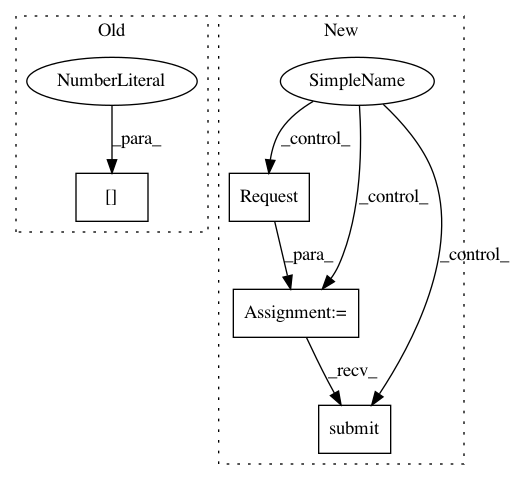 Old
New
NumberLiteral
SimpleName
_para_
_control_
[]
Request
_control_
_control_
_para_
Assignment:=
_recv_
submit